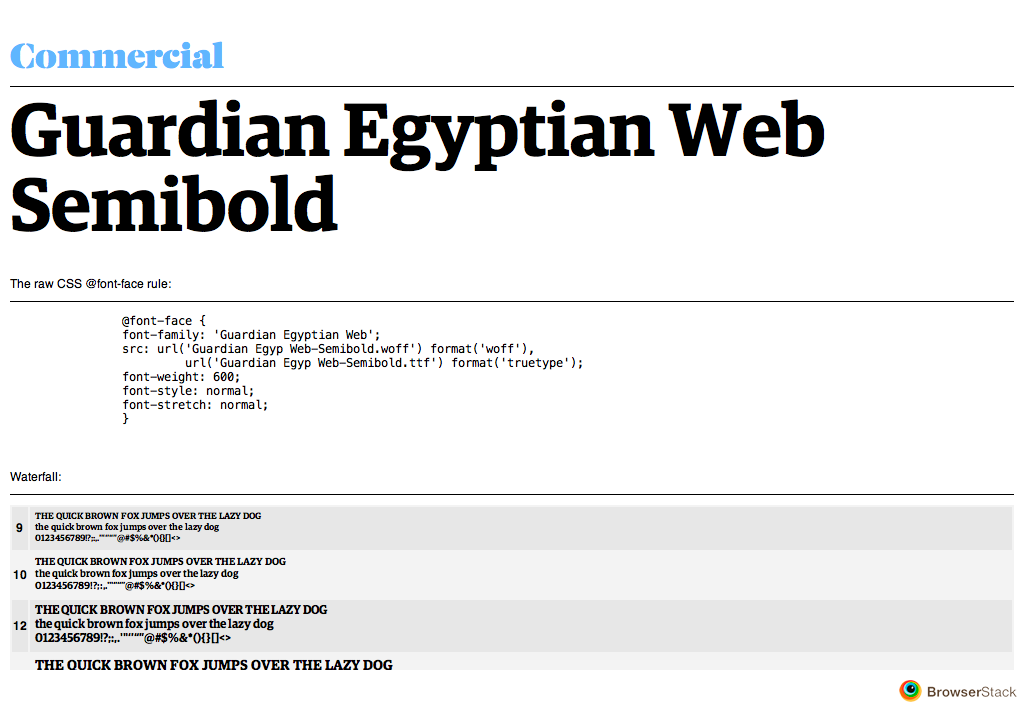 Commercial
Guardian Egyptian Web
Semibold
The raw CSS @font-face rule:
@font-face {
font-family: 'Guardian Egyptian Web';
src: url('Guardian Egyp Web-Semibold.woff') format('woff'),
url('Guardian Egyp Web-Semibold.ttf') format('truetype');
font-weight: 600;
font-style: normal;
font-stretch: normal;
}
Waterfall:
THE QUICK BROWN FOX JUMPS OVER THE LAZY DOG
9 the quick brown fox jumps over the lazy dog
0123456789!?;:,.'"‘’“”@#$%&*(){}[]<>
THE QUICK BROWN FOX JUMPS OVER THE LAZY DOG
10 the quick brown fox jumps over the lazy dog
0123456789!?;:,.'"‘’“”@#$%&*(){}[]<>
THE QUICK BROWN FOX JUMPS OVER THE LAZY DOG
12 the quick brown fox jumps over the lazy dog
0123456789!?;:,.'"‘’“”@#$%&*(){}[]<>
THE QUICK BROWN FOX JUMPS OVER THE LAZY DOG
BrowserStack